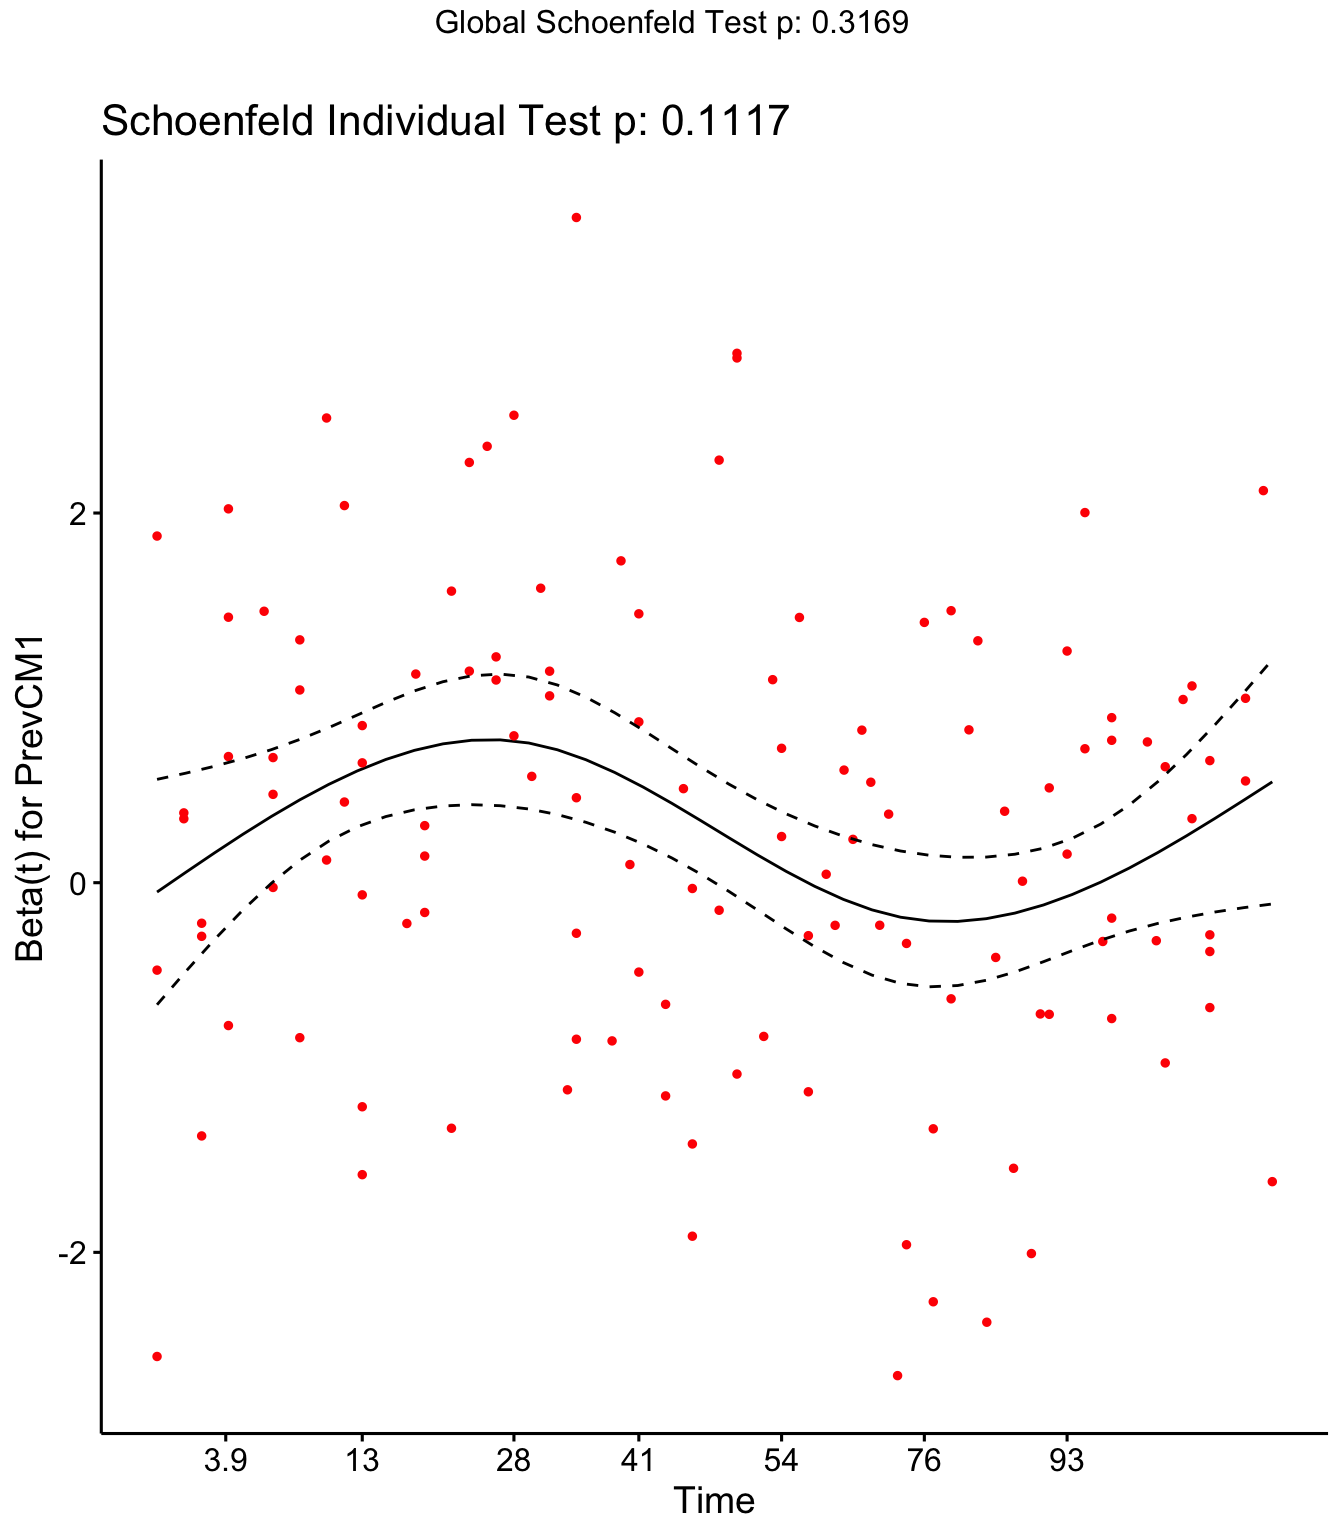 Global Schoenfeld Test p: 0.3169
Schoenfeld Individual Test p: 0.1117
Beta(t) for PrevCM1
2
0
-2
3.9 13 28 41 54 76 93
Time